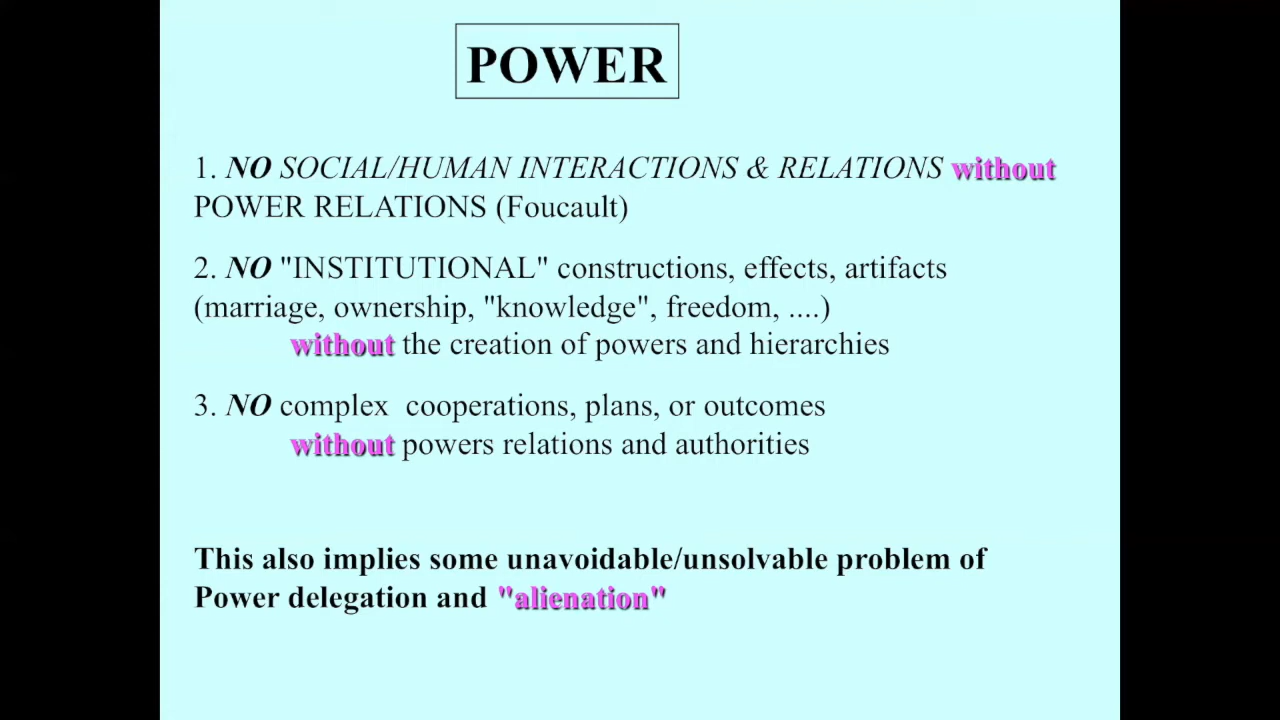 POWER
1. NO SOCIAL/HUMAN INTERACTIONS & RELATIONS without
POWER RELATIONS (Foucault)
2. NO "INSTITUTIONAL" constructions, effects, artifacts
(marriage, ownership, "knowledge", freedom, ....)
without the creation of powers and hierarchies
3. NO complex  cooperations, plans, or outcomes
without powers relations and authorities
This also implies some unavoidable/unsolvable problem of
Power delegation and "alienation"